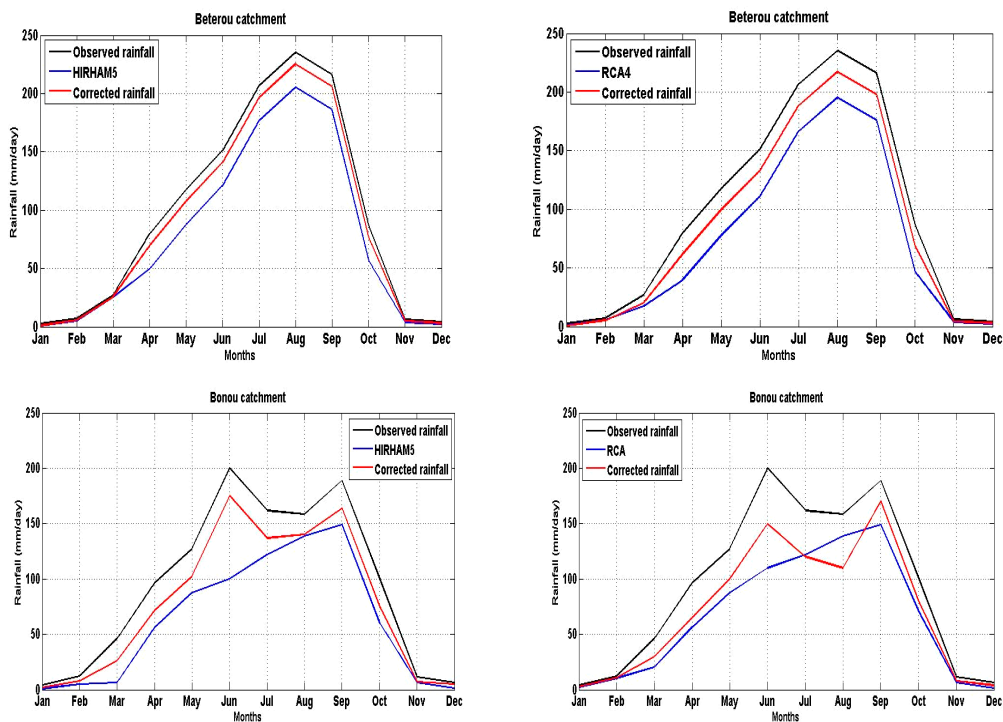 Beterou catchment
Rainfall (mm/day)
250
200
150
100
50
0
Observed rainfall
HIRHAM5
Corrected rainfall
Jan Feb Mar Apr May Jun Jul Aug Sep Oct Nov Dec
Months
Beterou catchment
Rainfall (mm/day)
250
200
150
100
50
0
Observed rainfall
RCA4
Corrected rainfall
Jan Feb Mar Apr May Jun Jul Aug Sep Oct Nov Dec
Months
Bonou catchment
Rainfall (mm/day)
250
200
150
100
50
0
Observed rainfall
HIRHAM5
Corrected rainfall
Jan Feb Mar Apr May Jun Jul Aug Sep Oct Nov Dec
Months
Bonou catchment
Rainfall (mm/day)
250
200
150
100
50
0
Observed rainfall
RCA
Corrected rainfall
Jan Feb Mar Apr May Jun Jul Aug Sep Oct Nov Dec
Months